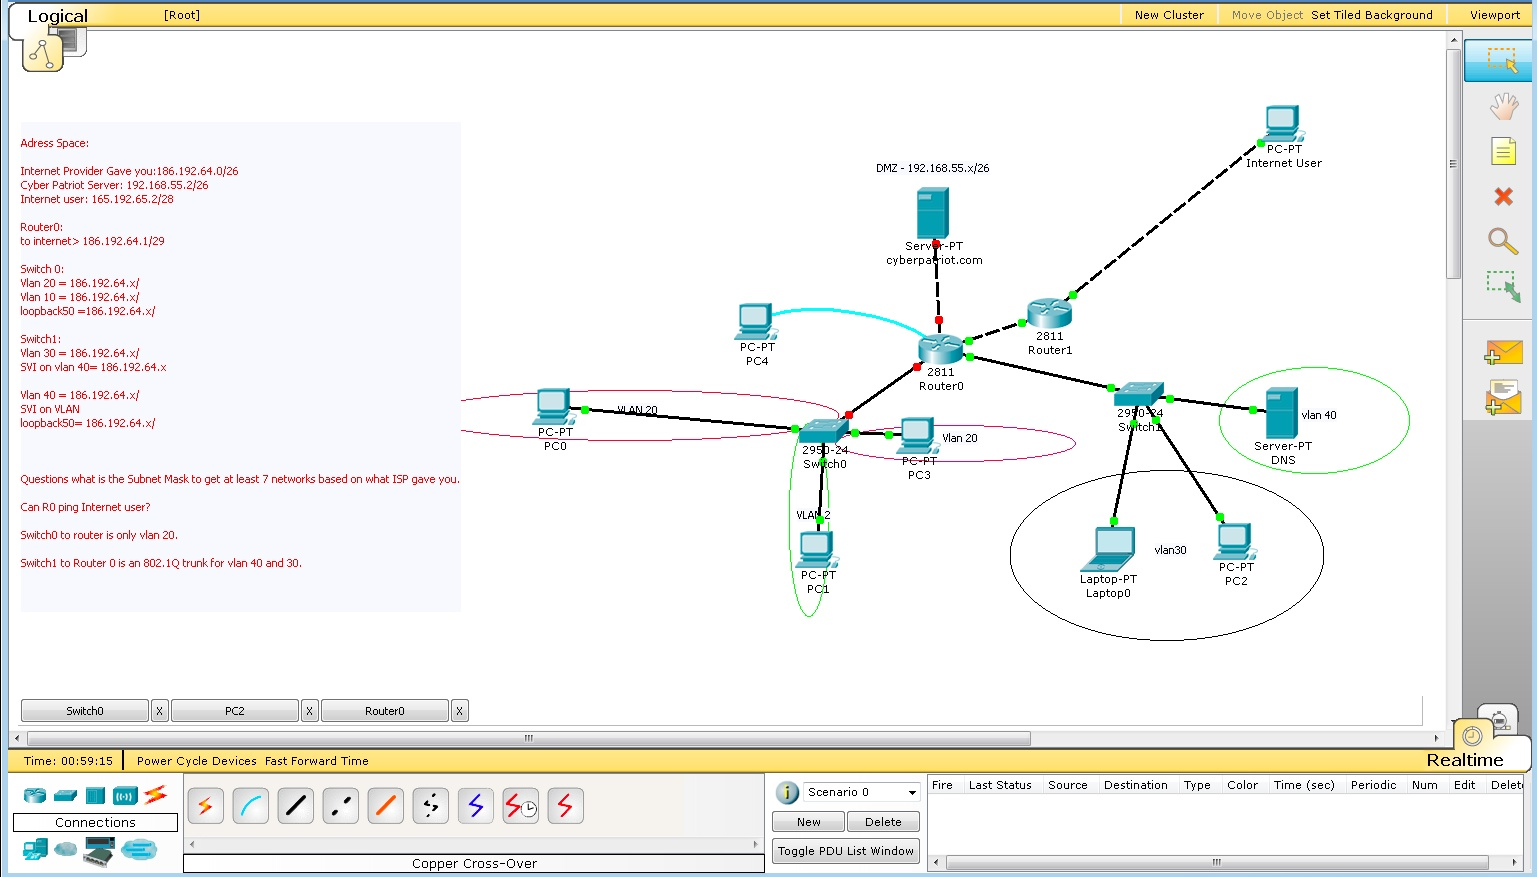 Logical
[Root]
New Cluster
Move Object
Set Tiled Background
Viewport
Adress Space:
Internet Provider Gave you:186.192.64.0/26
Cyber Patriot Server: 192.168.55.2/26
Internet user: 165.192.65.2/28
Router0:
to internet> 186.192.64.1/29
Switch 0:
Vlan 20 = 186.192.64.x/
Vlan 10 = 186.192.64.x/
loopback50 =186.192.64.x/
Switch1:
Vlan 30 = 186.192.64.x/
SVI on vlan 40= 186.192.64.x
Vlan 40 = 186.192.64.x/
SVI on VLAN
loopback50= 186.192.64.x/
Questions what is the Subnet Mask to get at least 7 networks based on what ISP gave you.
Can R0 ping Internet user?
Switch0 to router is only vlan 20.
Switch1 to Router 0 is an 802.1Q trunk for vlan 40 and 30.
PC-PT
Internet User
DMZ - 192.168.55.x/26
Server-PT
cyberpatriot.com
PC-PT
PC4
2811
Router1
2811
Router0
VLAN 20
PC-PT
PC0
2950-24
Switch0
Vlan 20
PC-PT
PC3
2950-24
Switch1
vlan 40
Server-PT
DNS
VLAN 2
PC-PT
PC1
vlan30
Laptop-PT
Laptop0
PC-PT
PC2
Switch0
X
PC2
X
Router0
X
Time: 00:59:15
Power Cycle Devices
Fast Forward Time
Realtime
Connections
Copper Cross-Over
Scenario 0
New
Delete
Toggle PDU List Window
Fire
Last Status
Source
Destination
Type
Color
Time (sec)
Periodic
Num
Edit
Delete